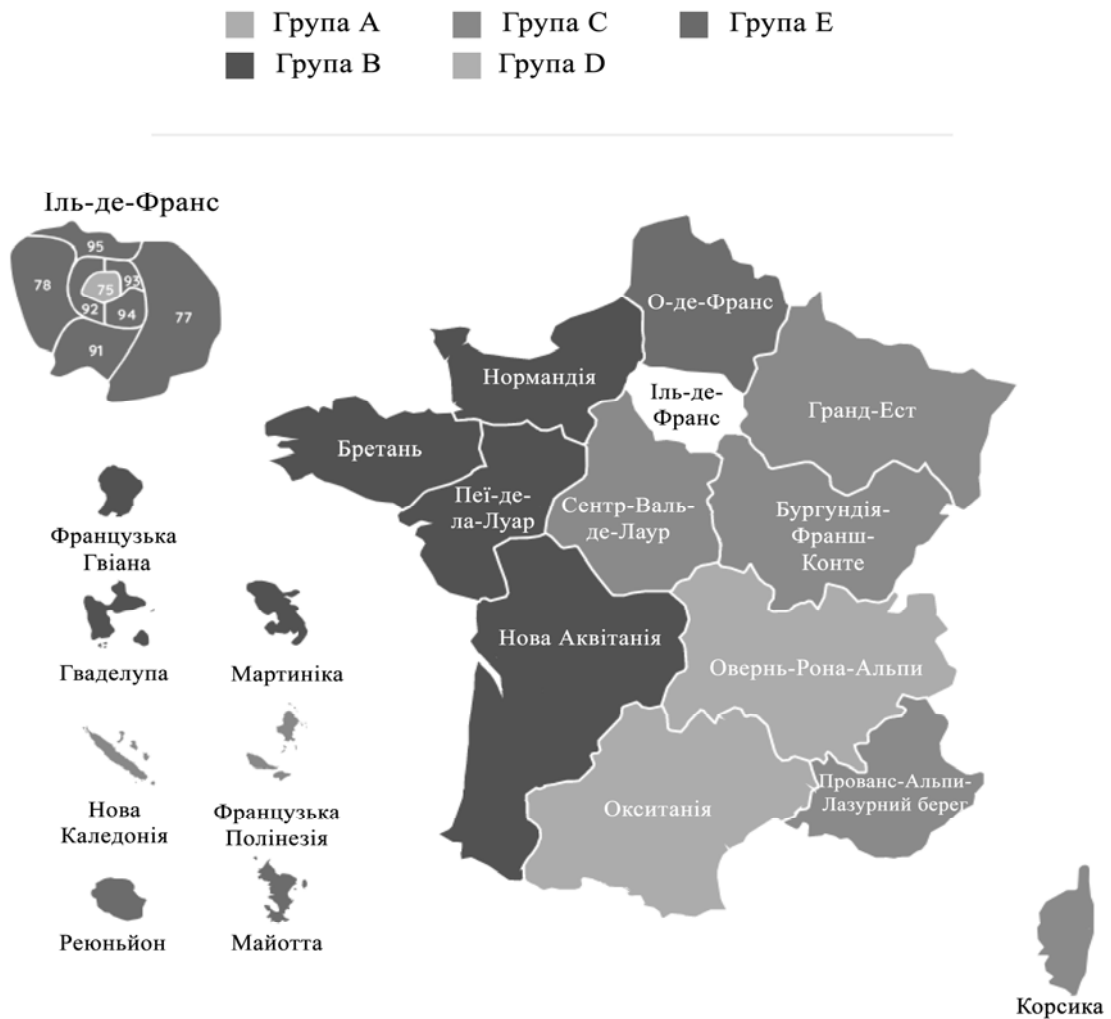 Група A
Група C
Група E
Група B
Група D
Іль-де-Франс
95
78
93
75
92
94
77
91
О-де-Франс
Нормандія
Іль-де-
Франс
Гранд-Ест
Бретань
Пеї-де-
ла-Луар
Сентр-Валь-
де-Лаур
Бургундія-
Франш-
Конте
Французька
Гвіана
Нова Аквітанія
Гваделупа
Мартиніка
Овернь-Рона-Альпи
Нова
Каледонія
Французька
Полінезія
Окситанія
Прованс-Альпи-
Лазурний берег
Реюньйон
Майотта
Корсика